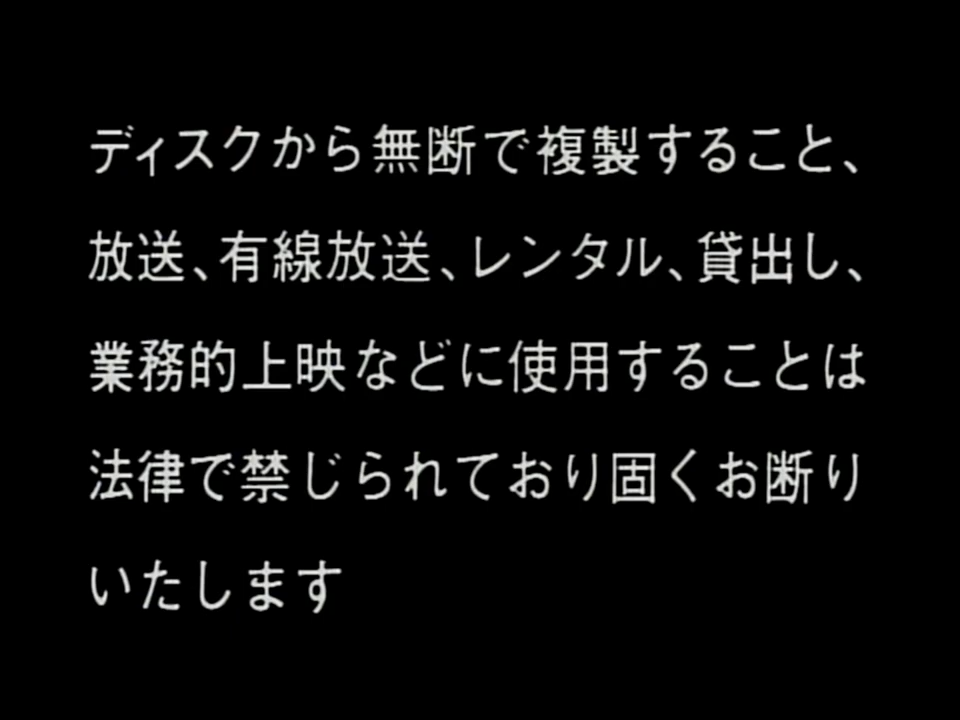 ディスクから無断で複製すること、
放送、有線放送、レンタル、貸出し、
業務的上映などに使用することは
法律で禁じられており固くお断り
いたします